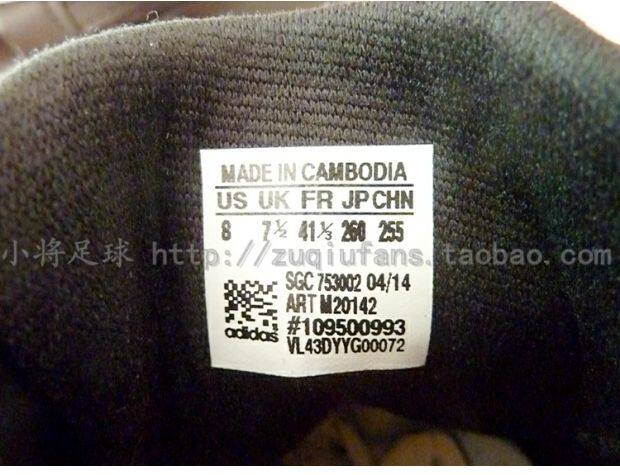 MADE IN CAMBODIA
US UK FR JP CHN
8 7½ 41⅓ 260 255
小将足球 http://zuqiufans.taobao.com
SGC 753002 04/14
ART M20142
#109500993
adidas
VL43DYYG00072